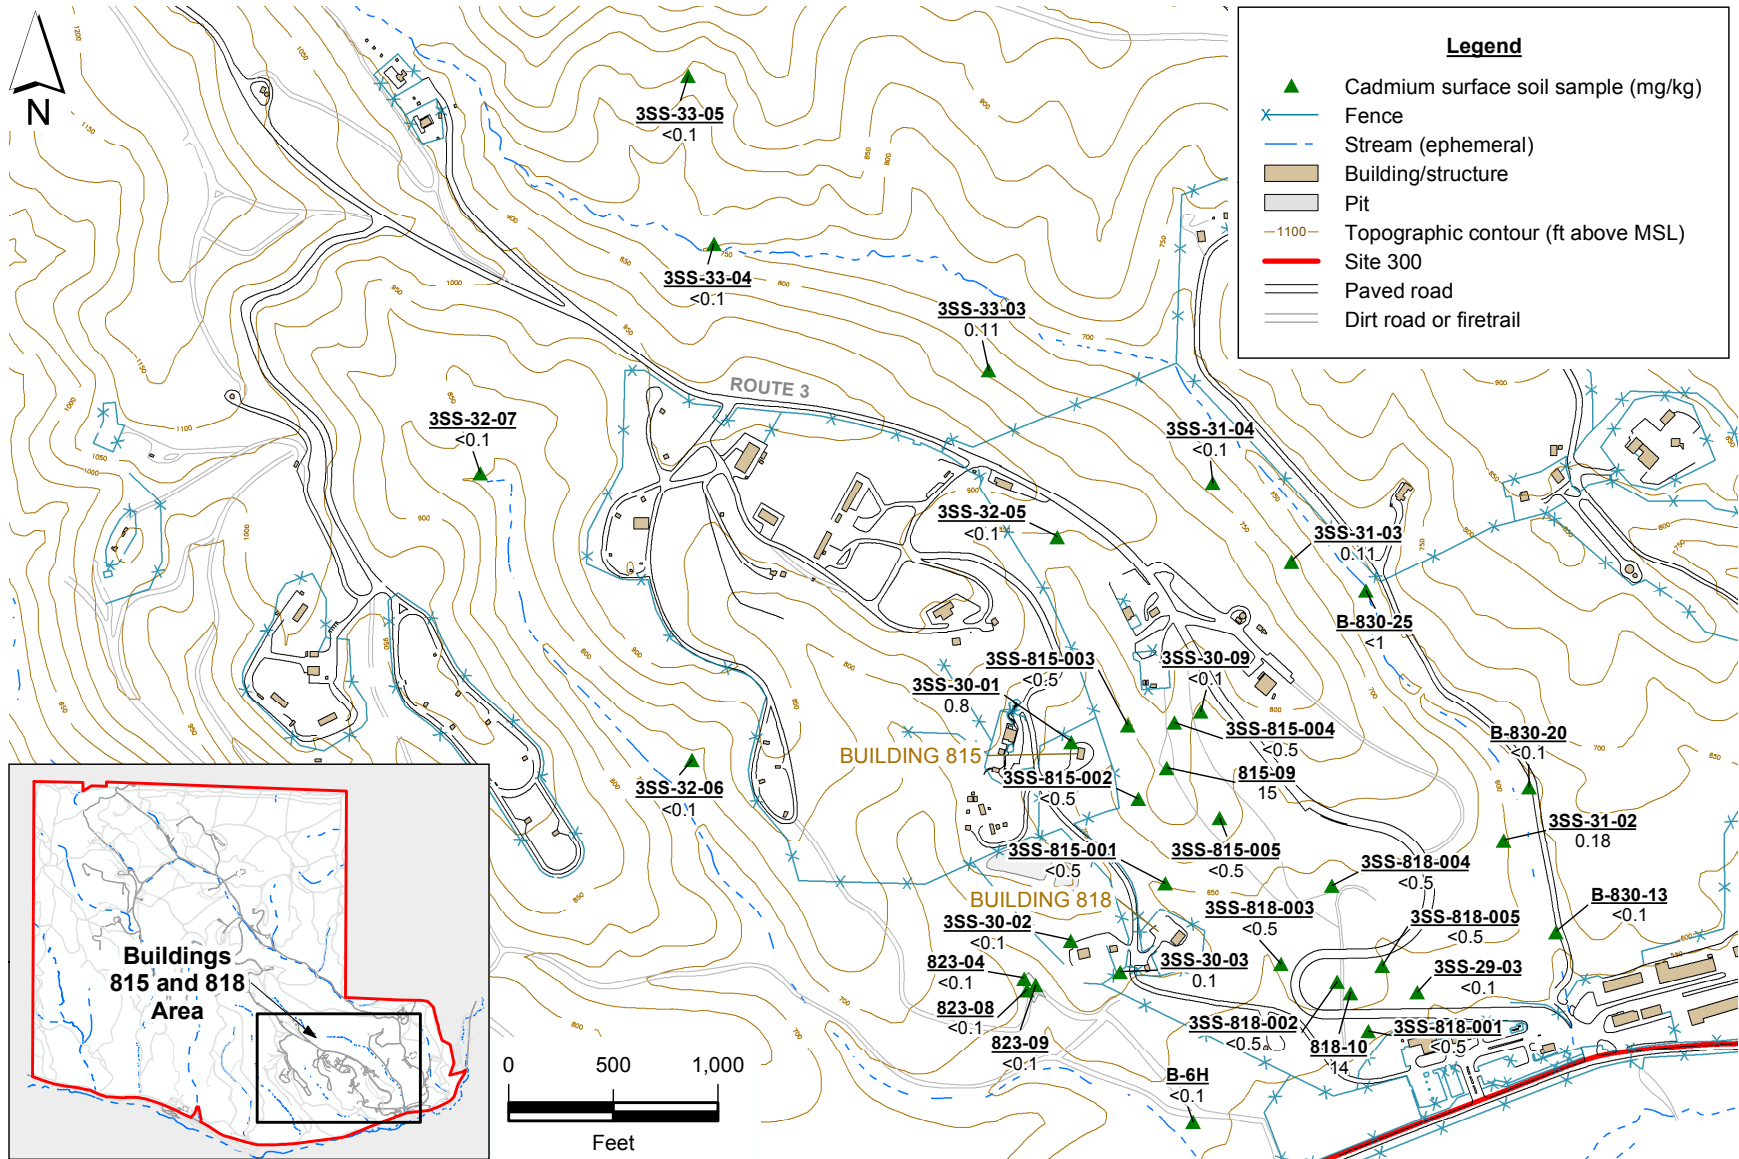 N
Legend
Cadmium surface soil sample (mg/kg)
Fence
Stream (ephemeral)
Building/structure
Pit
1100
Topographic contour (ft above MSL)
Site 300
Paved road
Dirt road or firetrail
3SS-33-05
<0.1
3SS-33-04
<0.1
3SS-33-03
0.11
ROUTE 3
3SS-32-07
<0.1
3SS-31-04
<0.1
3SS-32-05
<0.1
3SS-31-03
0.11
B-830-25
<1
3SS-815-003
<0.5
3SS-30-09
<0.1
3SS-30-01
0.8
3SS-815-004
<0.5
B-830-20
<0.1
BUILDING 815
3SS-815-002
<0.5
815-09
15
3SS-32-06
<0.1
3SS-31-02
0.18
3SS-815-001
<0.5
3SS-815-005
<0.5
3SS-818-004
<0.5
BUILDING 818
3SS-818-003
<0.5
3SS-818-005
<0.5
B-830-13
<0.1
3SS-30-02
<0.1
823-04
<0.1
3SS-30-03
0.1
3SS-29-03
<0.1
823-08
<0.1
823-09
<0.1
3SS-818-002
<0.5
818-10
14
3SS-818-001
<0.5
B-6H
<0.1
Buildings
815 and 818
Area
0 500 1,000
Feet